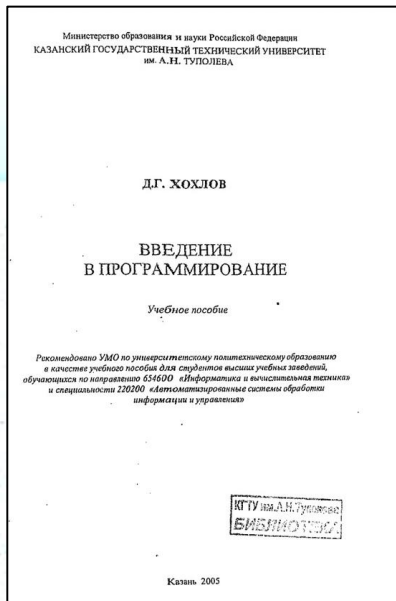 Министерство образования и науки Российской Федерации
КАЗАНСКИЙ ГОСУДАРСТВЕННЫЙ ТЕХНИЧЕСКИЙ УНИВЕРСИТЕТ
им. А.Н. ТУПОЛЕВА
Д.Г. ХОХЛОВ
ВВЕДЕНИЕ
В ПРОГРАММИРОВАНИЕ
Учебное пособие
Рекомендовано УМО по университетскому политехническому образованию
в качестве учебного пособия для студентов высших учебных заведений,
обучающихся по направлению 654600 «Информатика и вычислительная техника»
и специальности 220200 «Автоматизированные системы обработки
информации и управления»
КГТУ им. А.Н. Туполева
БИБЛИОТЕКА
Казань 2005